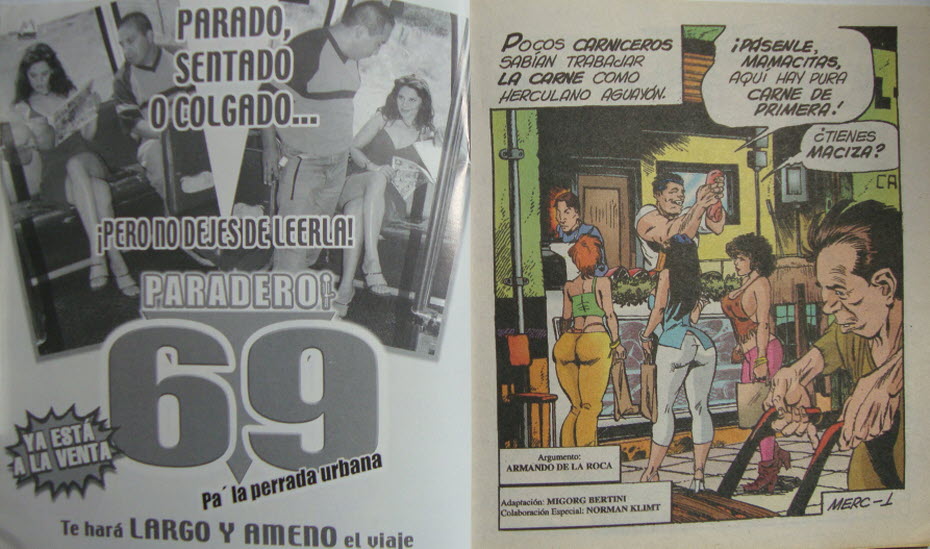 PARADO,
SENTADO
O COLGADO...
¡PERO NO DEJES DE LEERLA!
PARADERO
69
YA ESTÁ
A LA VENTA
Pa´ la perrada urbana
Te hará LARGO Y AMENO el viaje
POCOS CARNICEROS
SABÍAN TRABAJAR
LA CARNE COMO
HERCULANO AGUAYÓN.
¡PÁSENLE,
MAMACITAS,
AQUÍ HAY PURA
CARNE DE
PRIMERA!
¿TIENES
MACIZA?
CA
Argumento:
ARMANDO DE LA ROCA
Adaptación: MIGORG BERTINI
Colaboración Especial: NORMAN KLIMT
MERC-1